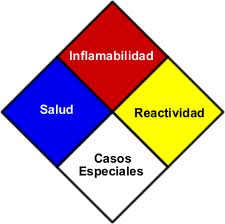 Inflamabilidad
Salud
Reactividad
Casos
Especiales